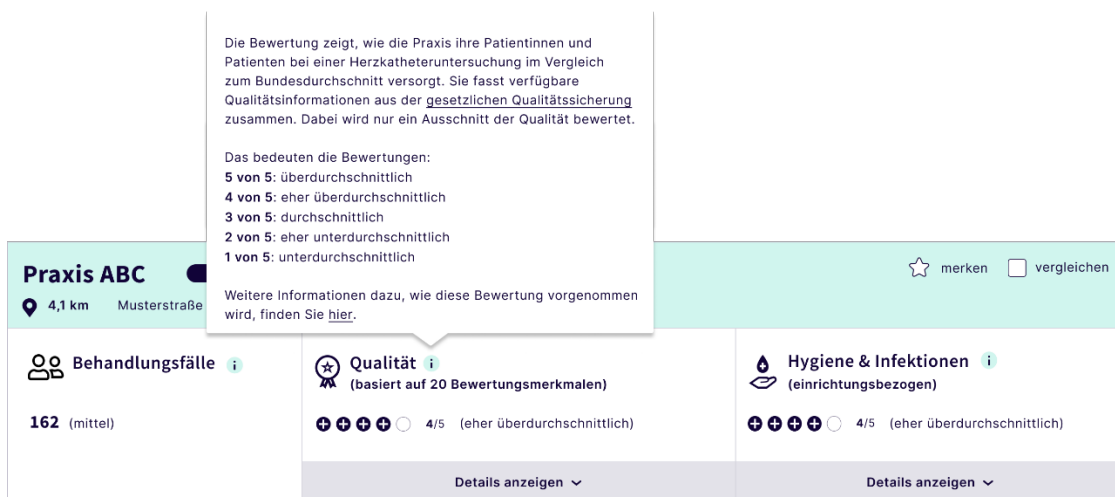 Die Bewertung zeigt, wie die Praxis ihre Patientinnen und
Patienten bei einer Herzkatheteruntersuchung im Vergleich
zum Bundesdurchschnitt versorgt. Sie fasst verfügbare
Qualitätsinformationen aus der gesetzlichen Qualitätssicherung
zusammen. Dabei wird nur ein Ausschnitt der Qualität bewertet.
Das bedeuten die Bewertungen:
5 von 5: überdurchschnittlich
4 von 5: eher überdurchschnittlich
3 von 5: durchschnittlich
2 von 5: eher unterdurchschnittlich
1 von 5: unterdurchschnittlich
Weitere Informationen dazu, wie diese Bewertung vorgenommen
wird, finden Sie hier.
Praxis ABC
merken
vergleichen
4,1 km Musterstraße
Behandlungsfälle i
162 (mittel)
Qualität i
(basiert auf 20 Bewertungsmerkmalen)
4/5 (eher überdurchschnittlich)
Details anzeigen
Hygiene & Infektionen i
(einrichtungsbezogen)
4/5 (eher überdurchschnittlich)
Details anzeigen